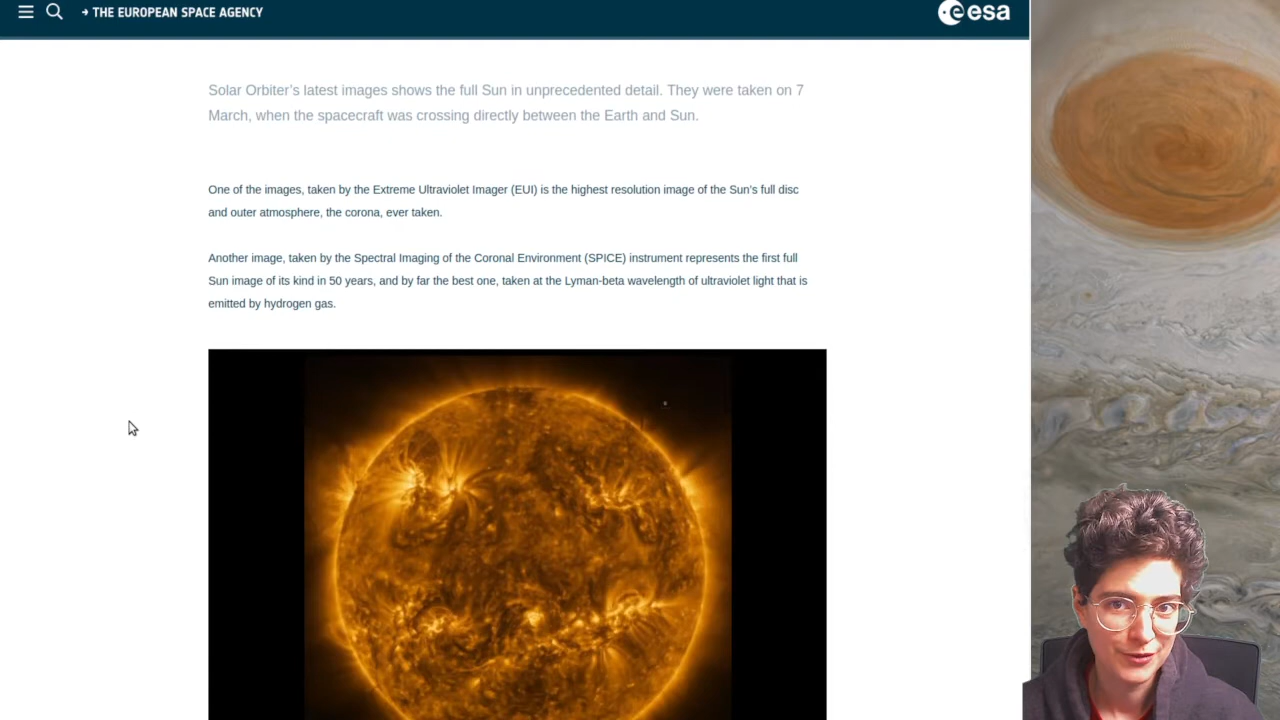 → THE EUROPEAN SPACE AGENCY
esa
Solar Orbiter's latest images shows the full Sun in unprecedented detail. They were taken on 7
March, when the spacecraft was crossing directly between the Earth and Sun.
One of the images, taken by the Extreme Ultraviolet Imager (EUI) is the highest resolution image of the Sun's full disc
and outer atmosphere, the corona, ever taken.
Another image, taken by the Spectral Imaging of the Coronal Environment (SPICE) instrument represents the first full
Sun image of its kind in 50 years, and by far the best one, taken at the Lyman-beta wavelength of ultraviolet light that is
emitted by hydrogen gas.